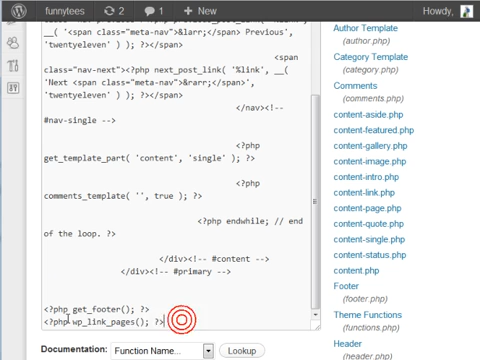 funnytees 2 1 + New Howdy,
__( '<span class="meta-nav">&larr;</span>
Previous',
'twentyeleven' ) ); ?></span>
<span
class="nav-next"><?php next_post_link( '%link', __(
'Next <span class="meta-nav">&rarr;</span>',
'twentyeleven' ) ); ?></span>
</nav><!--
#nav-single -->
<?php
get_template_part( 'content', 'single' ); ?>
<?php
comments_template( '', true ); ?>
<?php endwhile; // end
of the loop. ?>
</div><!-- #content -->
</div><!-- #primary -->
<?php get_footer(); ?>
<?php wp_link_pages(); ?>
Documentation: Function Name... Lookup
Author Template
(author.php)
Category Template
(category.php)
Comments
(comments.php)
content-aside.php
content-featured.php
content-gallery.php
content-image.php
content-intro.php
content-link.php
content-page.php
content-quote.php
content-single.php
content-status.php
content.php
Footer
(footer.php)
Theme Functions
(functions.php)
Header
(header.php)